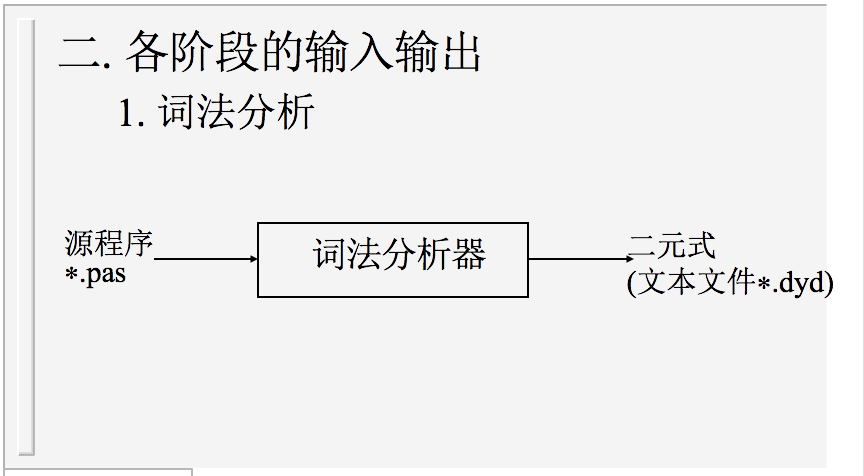 二. 各阶段的输入输出
1. 词法分析
源程序
*.pas
词法分析器
二元式
(文本文件*.dyd)